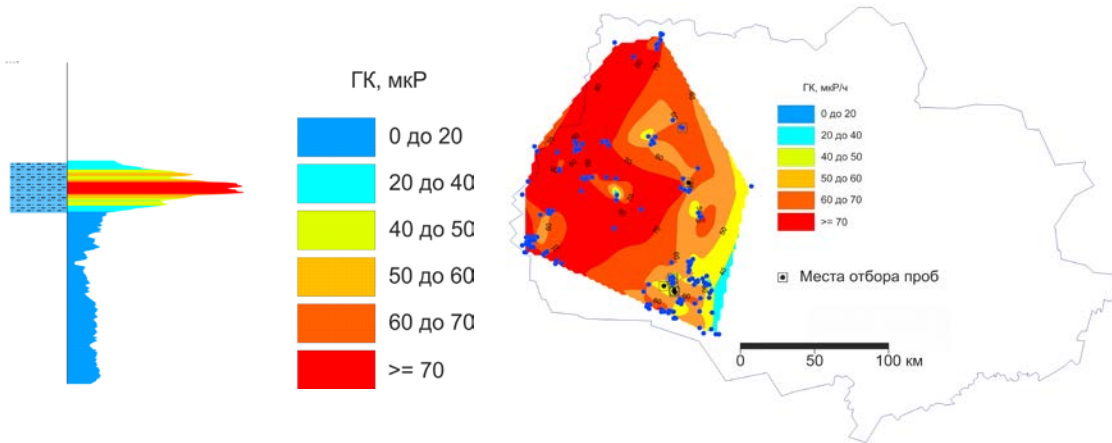 ГК, мкР
0 до 20
20 до 40
40 до 50
50 до 60
60 до 70
>= 70
ГК, мкР/ч
0 до 20
20 до 40
40 до 50
50 до 60
60 до 70
>= 70
Места отбора проб
0 50 100 км